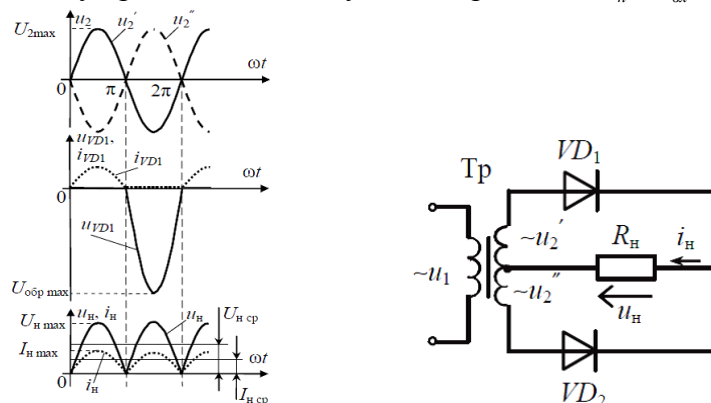 U2max
u2
u2'
u2''
ωt
0
π
2π
uVD1,
iVD1
iVD1
ωt
0
uVD1
Uобр max
Uн max
uн, iн
uн
Uн ср
Iн max
ωt
0
iн
Iн ср
Тр
VD1
~u1
~u2'
~u2''
Rн
iн
uн
VD2